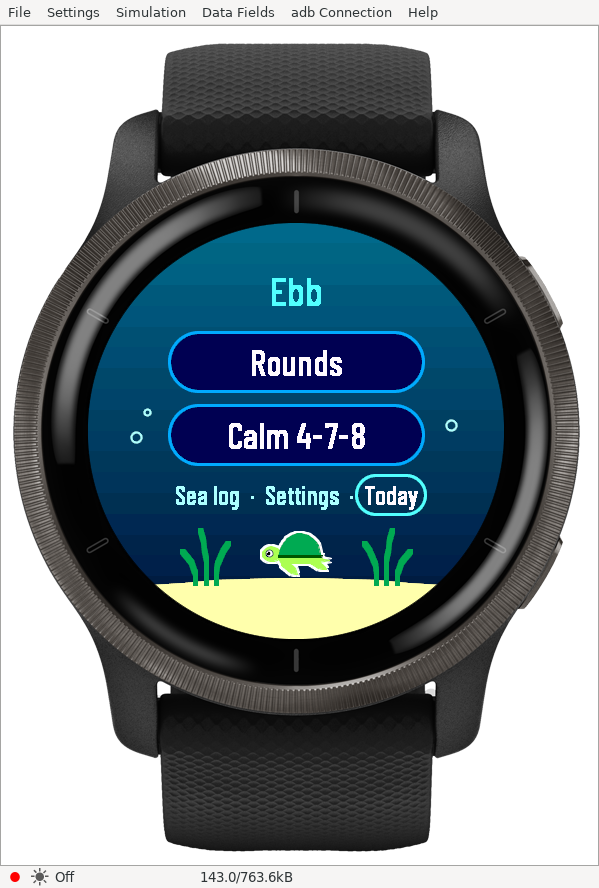 File Settings Simulation Data Fields adb Connection Help
Ebb
Rounds
Calm 4-7-8
Sea log · Settings · Today
Off 143.0/763.6kB